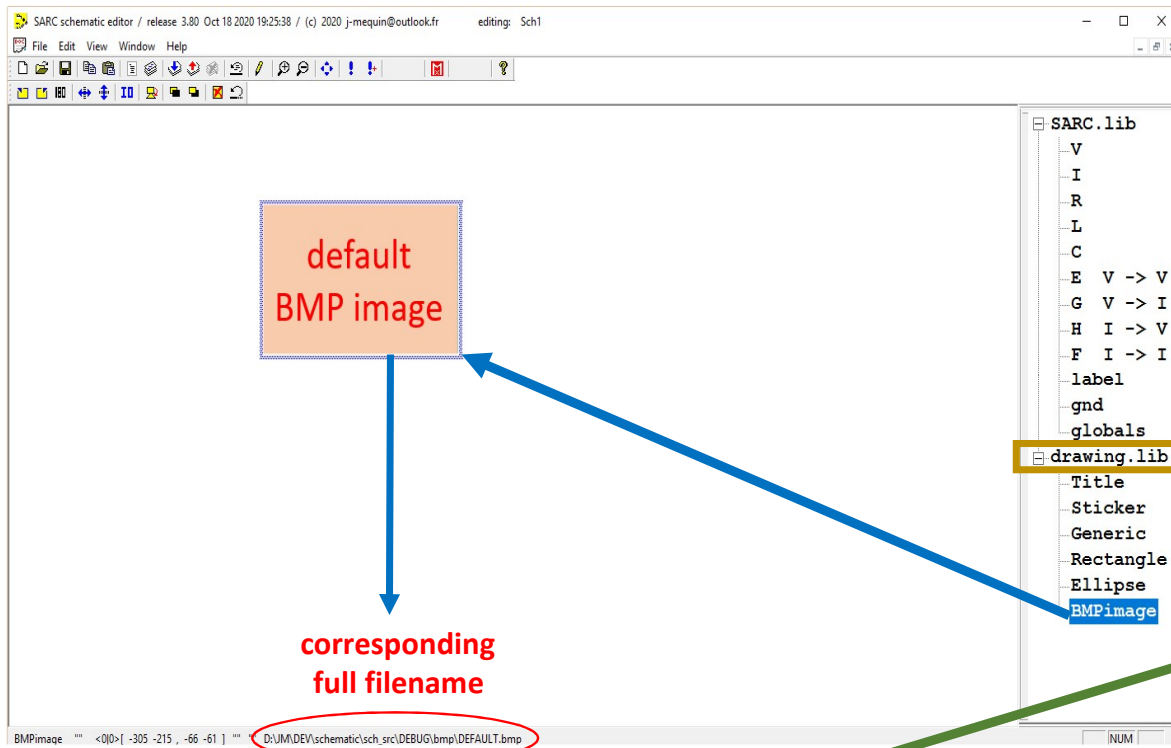 SARC schematic editor / release 3.80 Oct 18 2020 19:25:38 / (c) 2020 j-mequin@outlook.fr editing: Sch1
File Edit View Window Help
default
BMP image
corresponding
full filename
SARC.lib
V
I
R
L
C
E V -> V
G V -> I
H I -> V
F I -> I
label
gnd
globals
drawing.lib
Title
Sticker
Generic
Rectangle
Ellipse
BMPimage
BMPimage "" <0|0>[ -305 -215 , -66 -61 ] "" "" D:\JM\DEV\schematic\sch_src\DEBUG\bmp\DEFAULT.bmp NUM